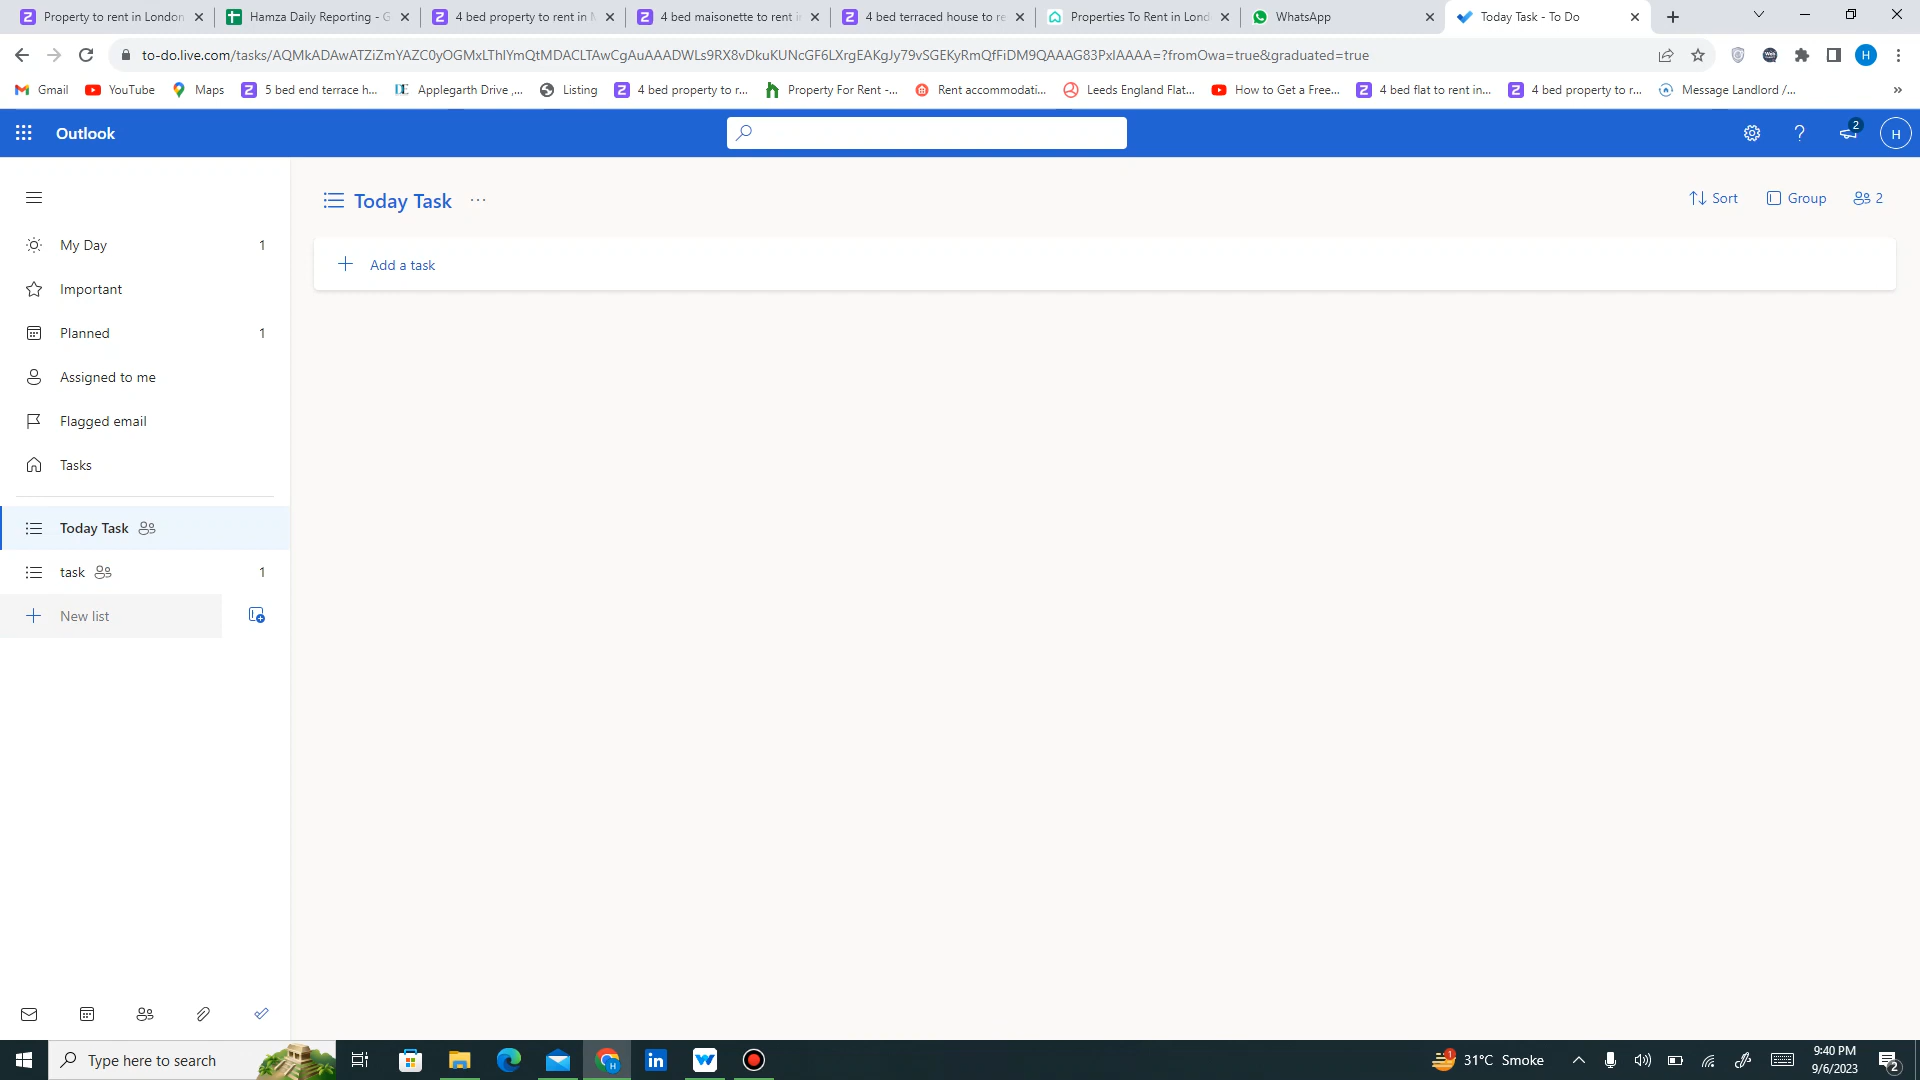 Property to rent in London
Hamza Daily Reporting - G
4 bed property to rent in M
4 bed maisonette to rent in
4 bed terraced house to re
Properties To Rent in Lond
WhatsApp
Today Task - To Do
to-do.live.com/tasks/AQMkADAwATZiZmYAZC0yOGMxLThlYmQtMDACLTAwCgAuAAADWLs9RX8vDkuKUNcGF6LXrgEAKgJy79vSGEKyRmQfFiDM9QAAAG83PxlAAAA=?fromOwa=true&graduated=true
H
Gmail
YouTube
Maps
5 bed end terrace h...
Applegarth Drive ,...
Listing
4 bed property to r...
Property For Rent -...
Rent accommodati...
Leeds England Flat...
How to Get a Free...
4 bed flat to rent in...
4 bed property to r...
Message Landlord /...
Outlook
2
H
Today Task
Sort
Group
2
Add a task
My Day 1
Important
Planned 1
Assigned to me
Flagged email
Tasks
Today Task
task 1
New list
Type here to search
31°C Smoke
9:40 PM
9/6/2023
2